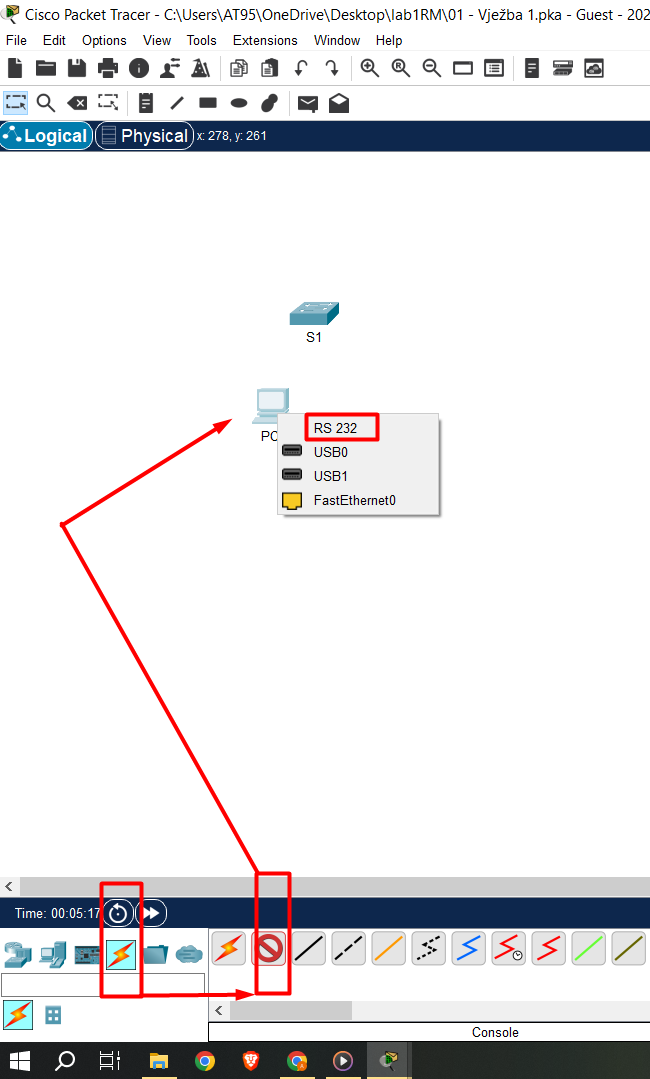 Cisco Packet Tracer - C:\Users\AT95\OneDrive\Desktop\lab1RM\01 - Vježba 1.pka - Guest - 202
File Edit Options View Tools Extensions Window Help
Logical Physical x: 278, y: 261
S1
PC
RS 232
USB0
USB1
FastEthernet0
Time: 00:05:17
Console